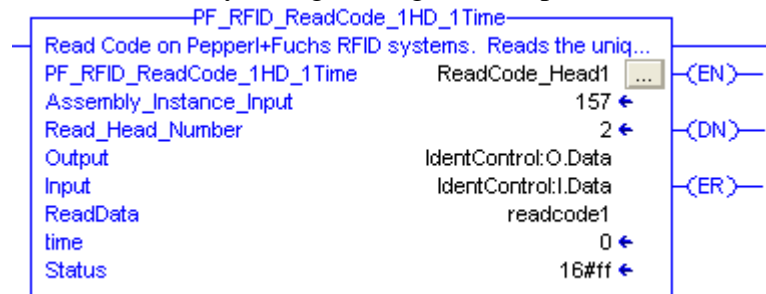 PF_RFID_ReadCode_1HD_1Time
Read Code on Pepperl+Fuchs RFID systems. Reads the uniq...
PF_RFID_ReadCode_1HD_1Time ReadCode_Head1 ... (EN)
Assembly_Instance_Input 157
Read_Head_Number 2 (DN)
Output IdentControl:O.Data
Input IdentControl:I.Data (ER)
ReadData readcode1
time 0
Status 16#ff